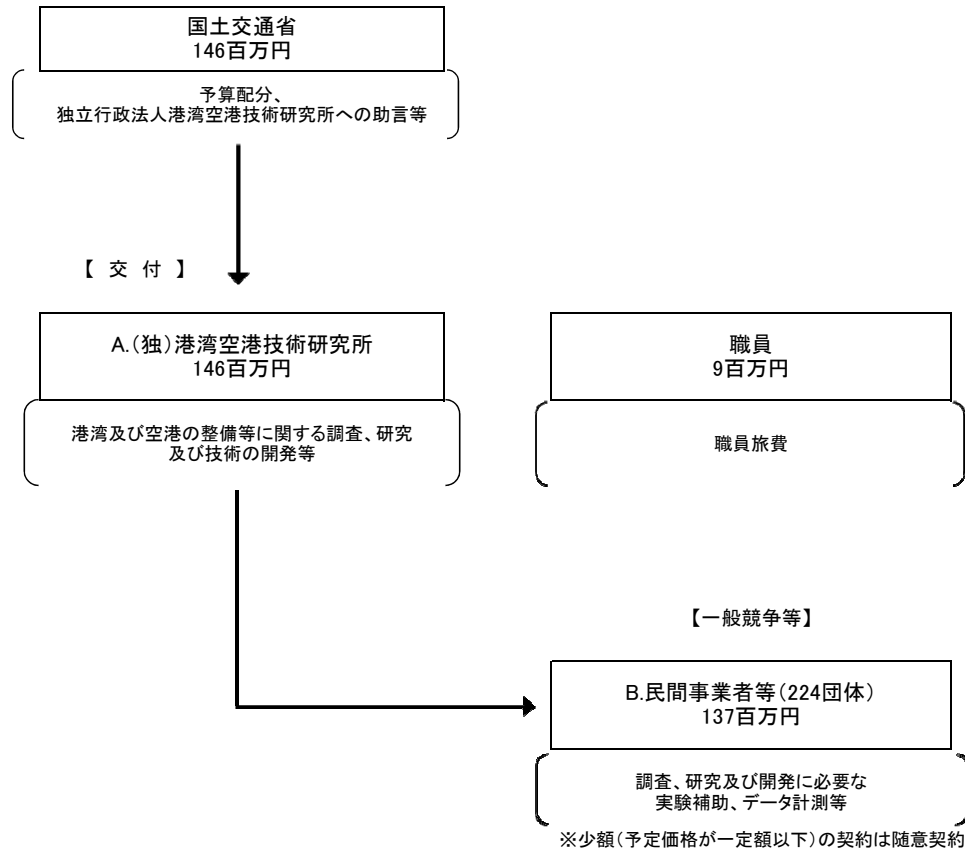 国土交通省
146百万円
予算配分、
独立行政法人港湾空港技術研究所への助言等
【 交 付 】
A.(独)港湾空港技術研究所
146百万円
港湾及び空港の整備等に関する調査、研究
及び技術の開発等
職員
9百万円
職員旅費
【一般競争等】
B.民間事業者等(224団体)
137百万円
調査、研究及び開発に必要な
実験補助、データ計測等
※少額(予定価格が一定額以下)の契約は随意契約